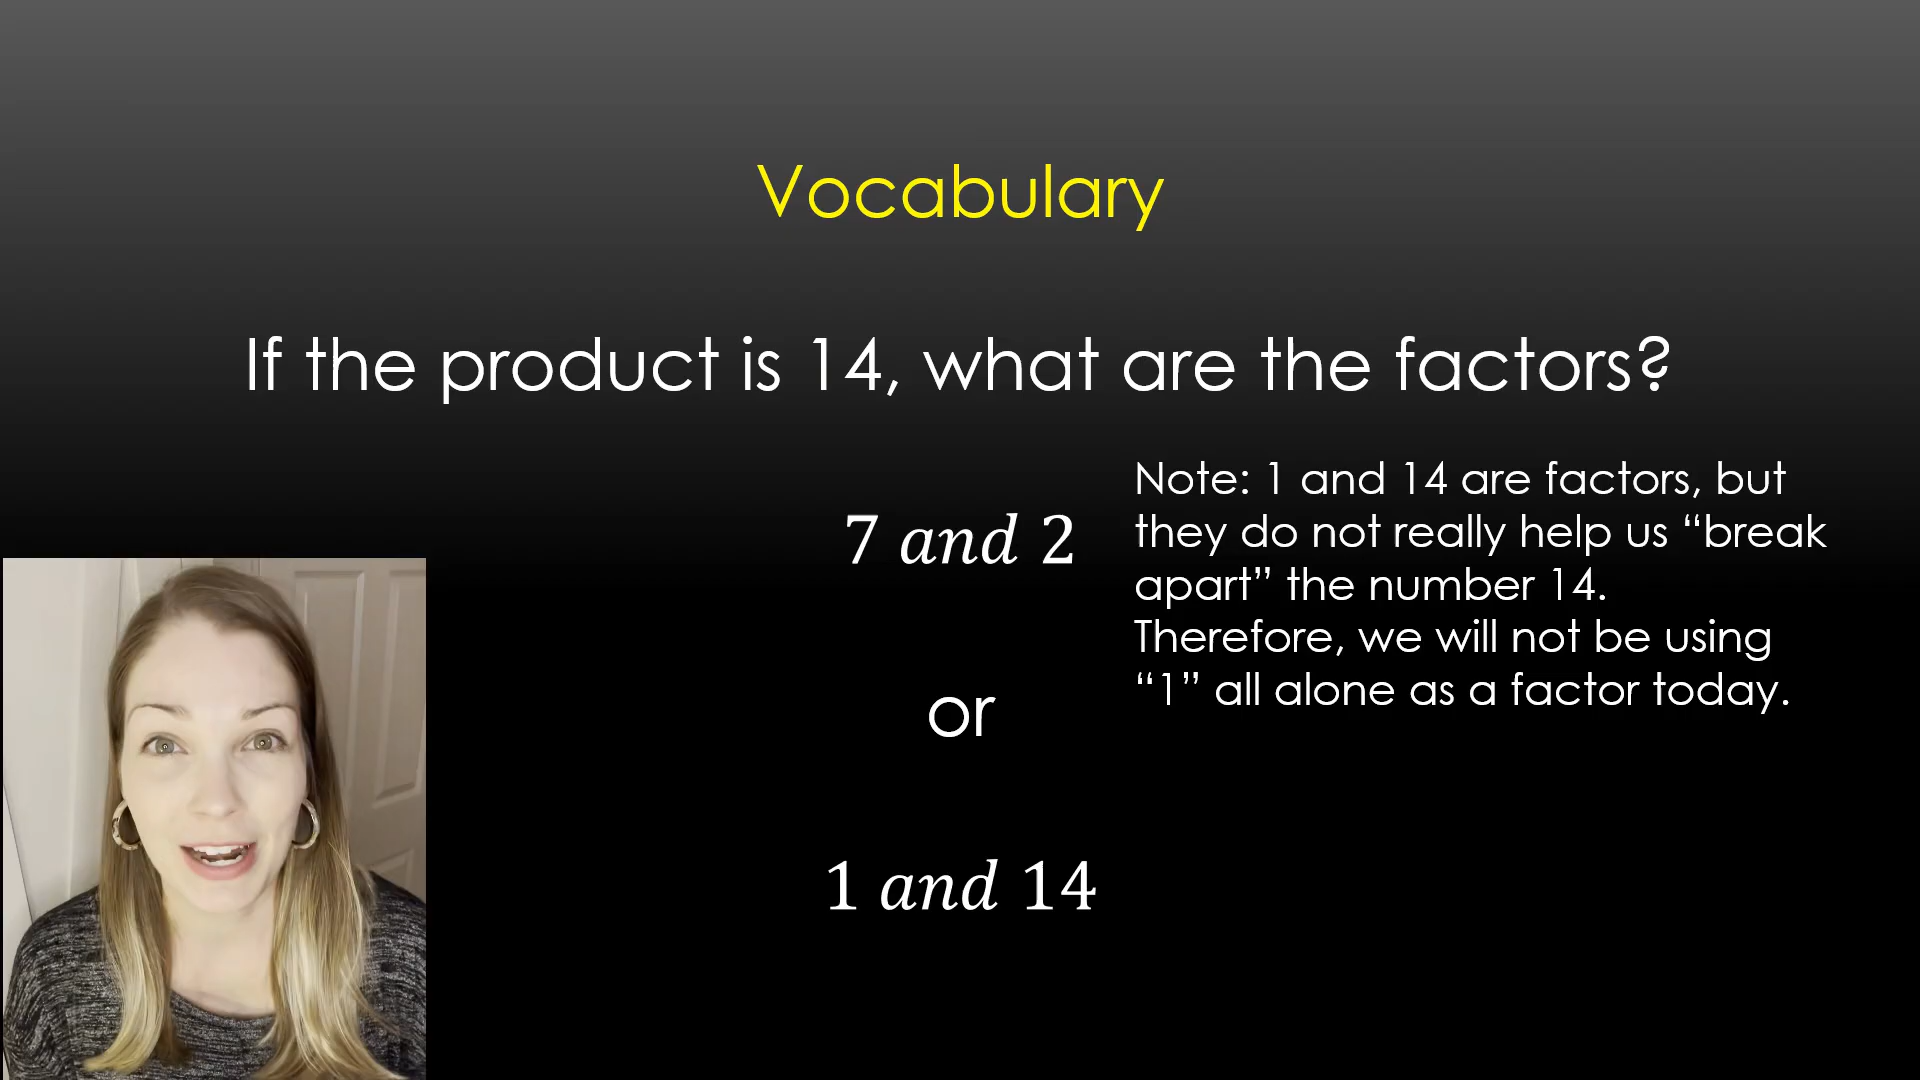 Vocabulary
If the product is 14, what are the factors?
7 and 2
or
1 and 14
Note: 1 and 14 are factors, but
they do not really help us “break
apart” the number 14.
Therefore, we will not be using
“1” all alone as a factor today.